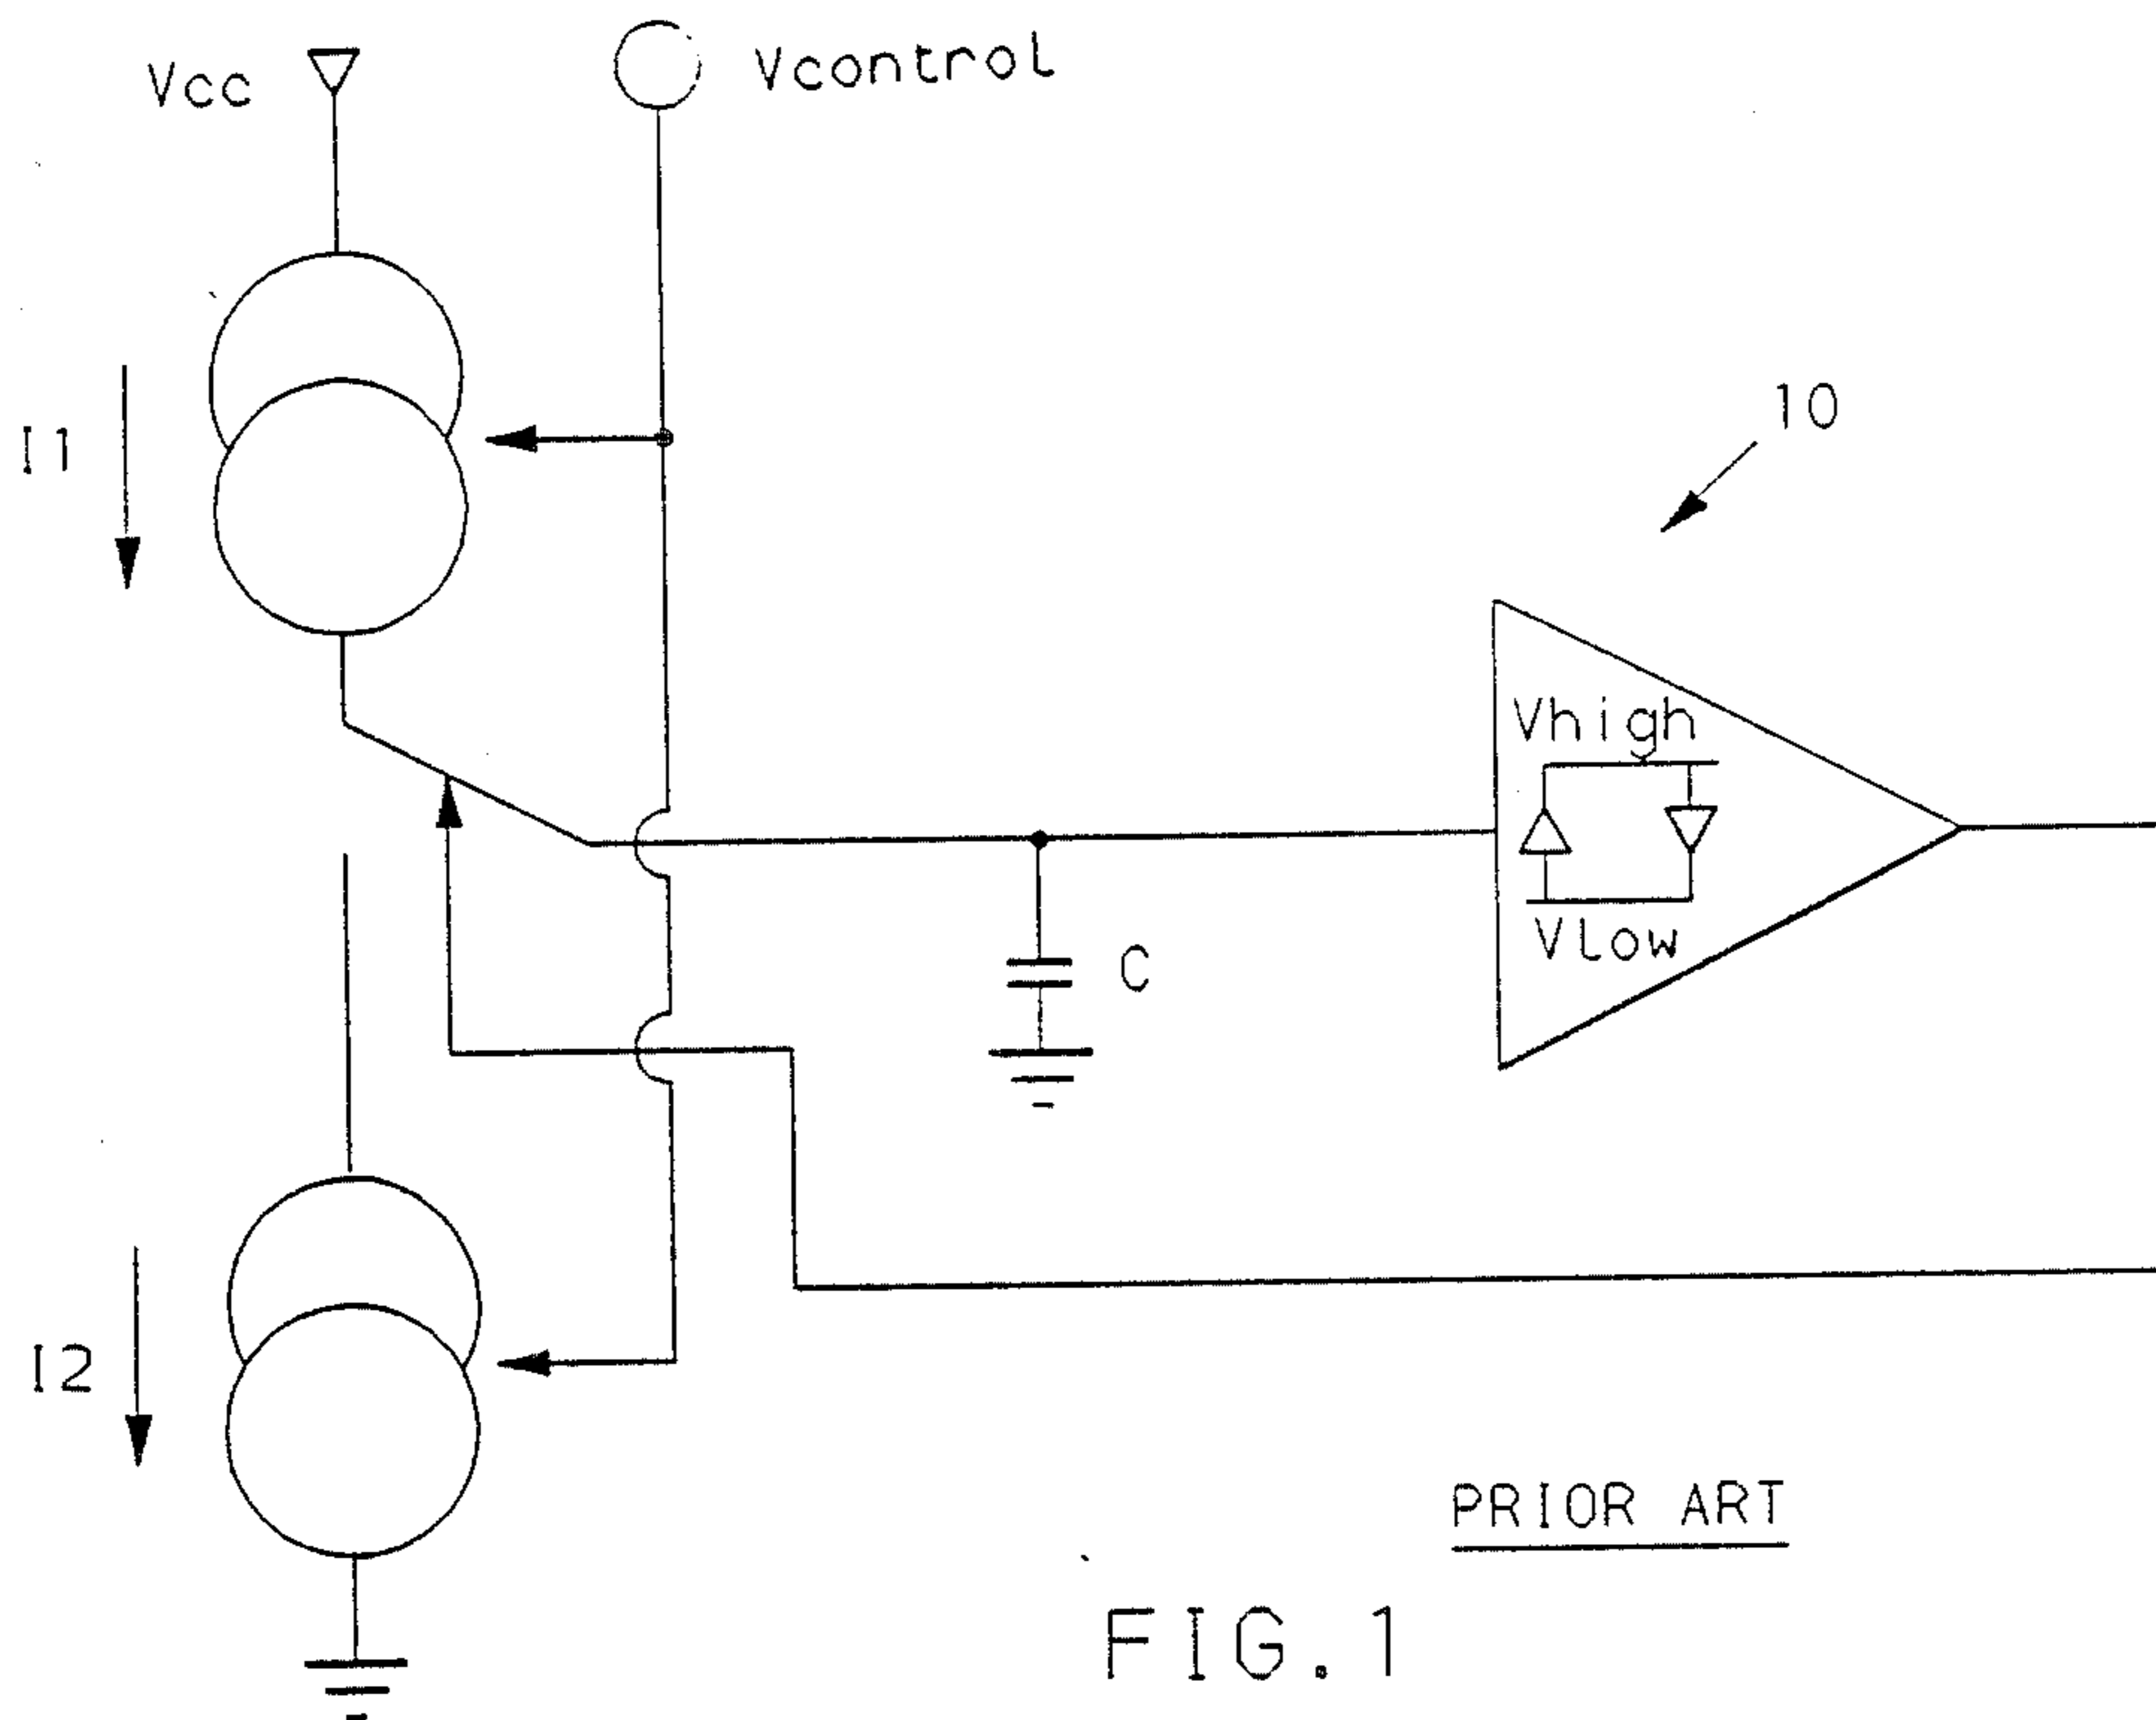 Vcc
Vcontrol
I1
10
Vhigh
Vlow
C
I2
PRIOR ART
FIG.1